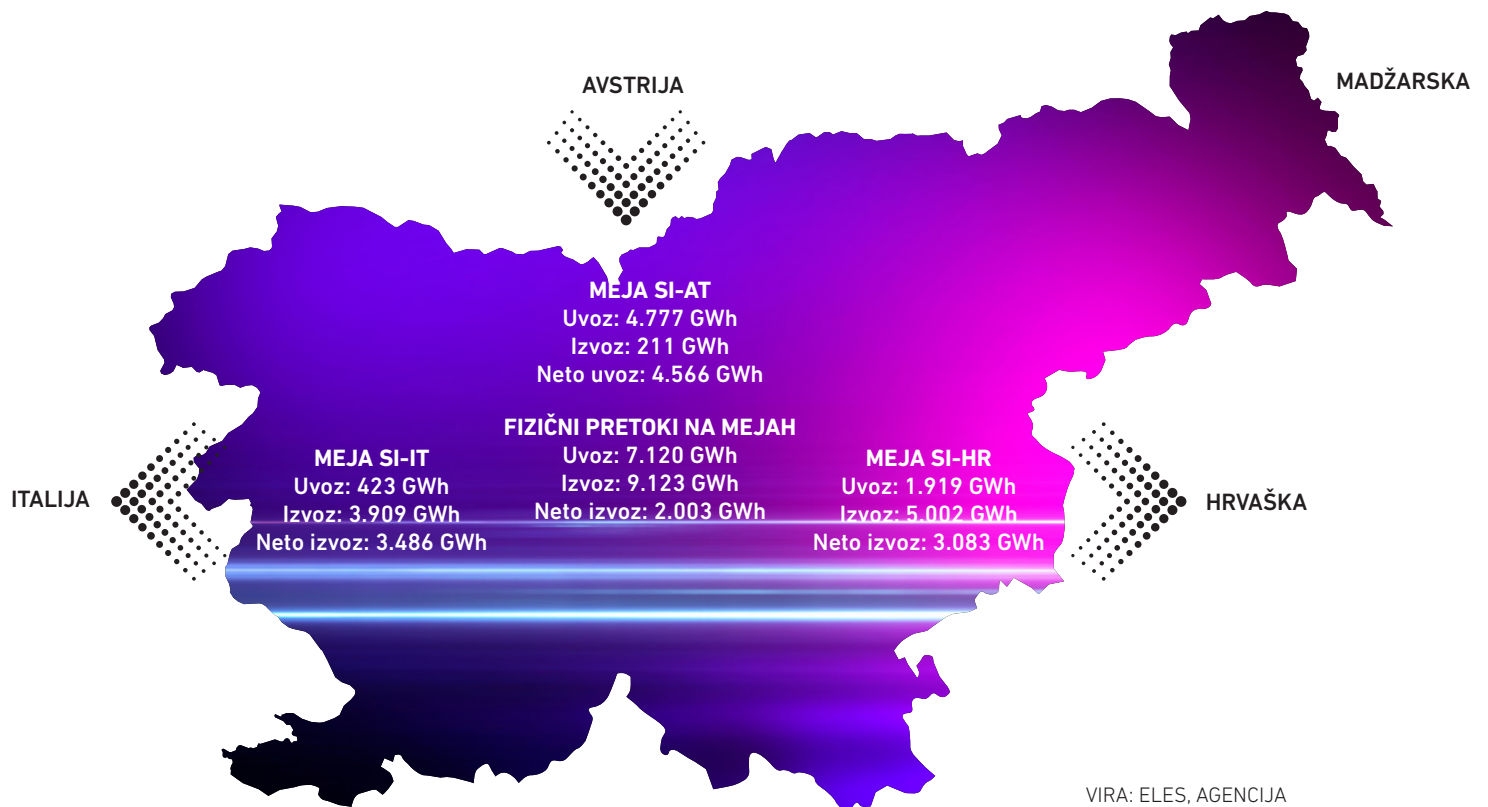 AVSTRIJA
MADŽARSKA
MEJA SI-AT
Uvoz: 4.777 GWh
Izvoz: 211 GWh
Neto uvoz: 4.566 GWh
FIZIČNI PRETOKI NA MEJAH
Uvoz: 7.120 GWh
Izvoz: 9.123 GWh
Neto izvoz: 2.003 GWh
ITALIJA
MEJA SI-IT
Uvoz: 423 GWh
Izvoz: 3.909 GWh
Neto izvoz: 3.486 GWh
MEJA SI-HR
Uvoz: 1.919 GWh
Izvoz: 5.002 GWh
Neto izvoz: 3.083 GWh
HRVAŠKA
VIRA: ELES, AGENCIJA